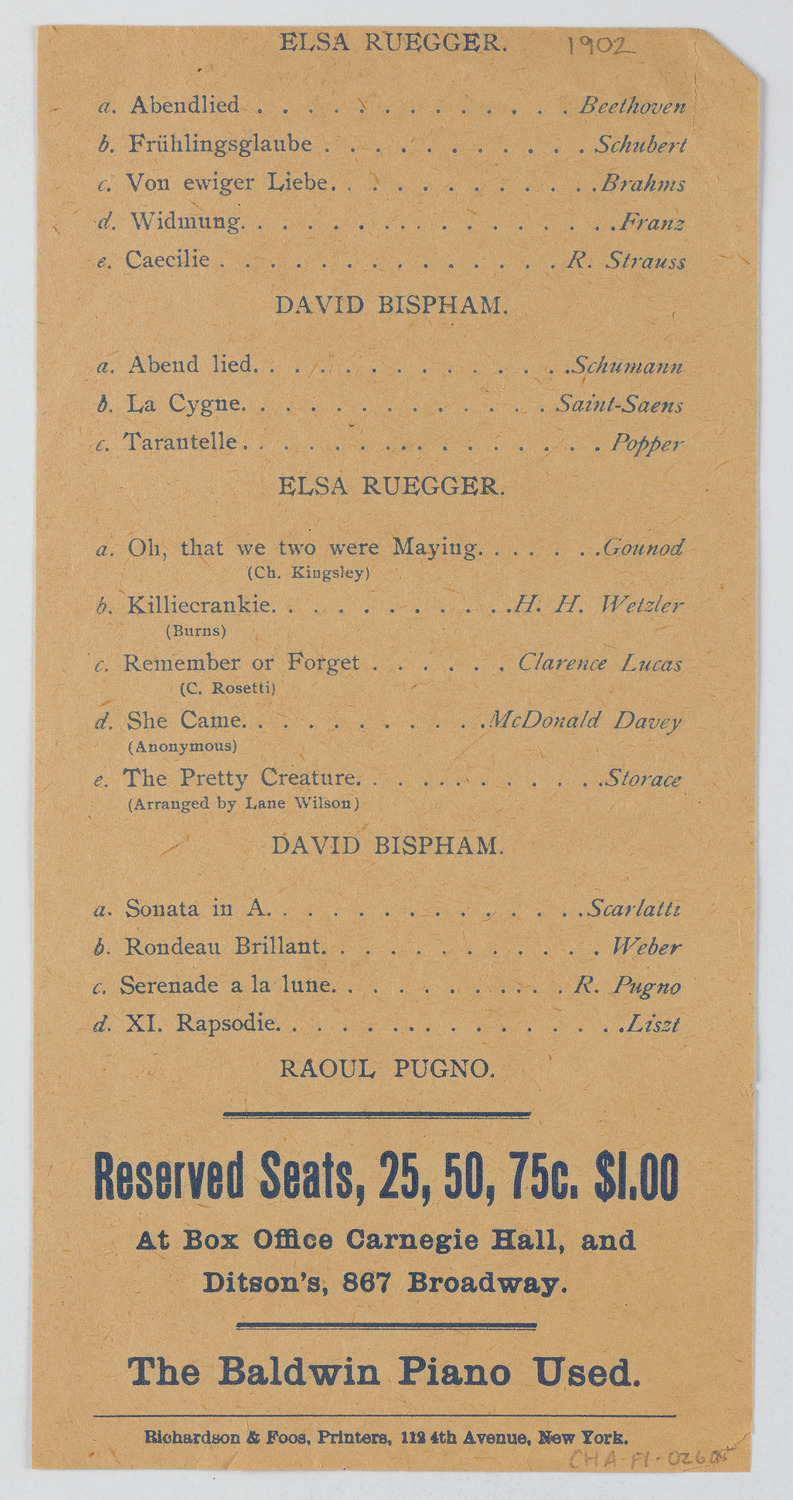 ELSA RUEGGER. 1902
a. Abendlied . . . . . . . . . . . . . Beethoven
b. Frühlingsglaube . . . . . . . . . . . Schubert
c. Von ewiger Liebe. . . . . . . . . . . Brahms
d. Widmung. . . . . . . . . . . . . . . . Franz
e. Caecilie . . . . . . . . . . . . . . R. Strauss
DAVID BISPHAM.
a. Abend lied. . . . . . . . . . . . . . Schumann
b. La Cygne. . . . . . . . . . . . . Saint-Saens
c. Tarantelle . . . . . . . . . . . . . . . Popper
ELSA RUEGGER.
a. Oh, that we two were Maying. . . . . . . Gounod
(Ch. Kingsley)
b. Killiecrankie. . . . . . . . . . . H. H. Wetzler
(Burns)
c. Remember or Forget . . . . . . Clarence Lucas
(C. Rosetti)
d. She Came. . . . . . . . . . . McDonald Davey
(Anonymous)
e. The Pretty Creature. . . . . . . . . . . Storace
(Arranged by Lane Wilson)
DAVID BISPHAM.
a. Sonata in A. . . . . . . . . . . . . . Scarlatti
b. Rondeau Brillant. . . . . . . . . . . . Weber
c. Serenade a la lune. . . . . . . . . . R. Pugno
d. XI. Rapsodie. . . . . . . . . . . . . . . Liszt
RAOUL PUGNO.
Reserved Seats, 25, 50, 75c. $1.00
At Box Office Carnegie Hall, and
Ditson's, 867 Broadway.
The Baldwin Piano Used.
Richardson & Foos, Printers, 112 4th Avenue, New York.